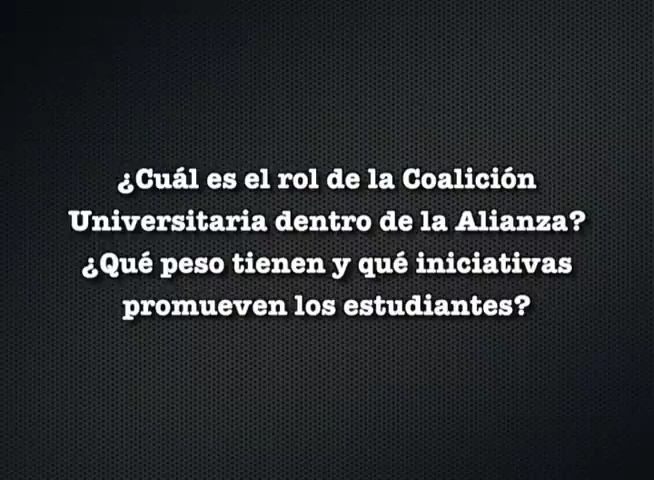 ¿Cuál es el rol de la Coalición
Universitaria dentro de la Alianza?
¿Qué peso tienen y qué iniciativas
promueven los estudiantes?